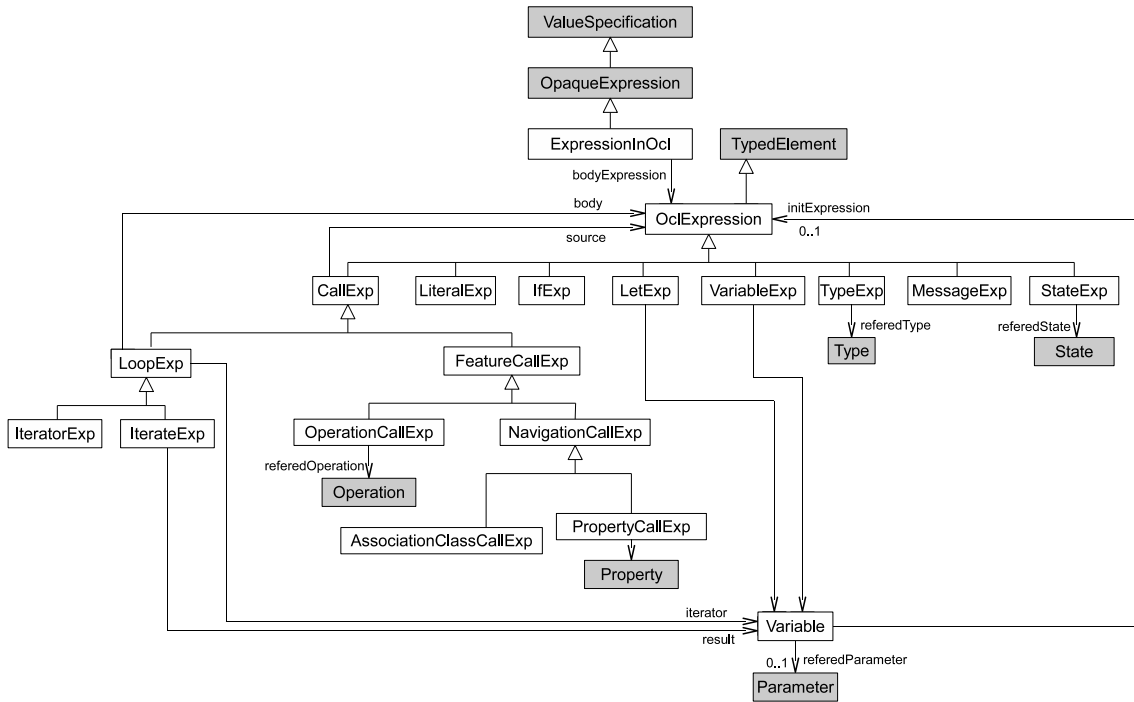 ValueSpecification
OpaqueExpression
ExpressionInOcl
TypedElement
bodyExpression
body
OclExpression
initExpression
source
0..1
CallExp
LiteralExp
IfExp
LetExp
VariableExp
TypeExp
MessageExp
StateExp
referedType
referedState
LoopExp
FeatureCallExp
Type
State
IteratorExp
IterateExp
OperationCallExp
NavigationCallExp
referedOperation
Operation
AssociationClassCallExp
PropertyCallExp
Property
iterator
Variable
result
0..1
referedParameter
Parameter